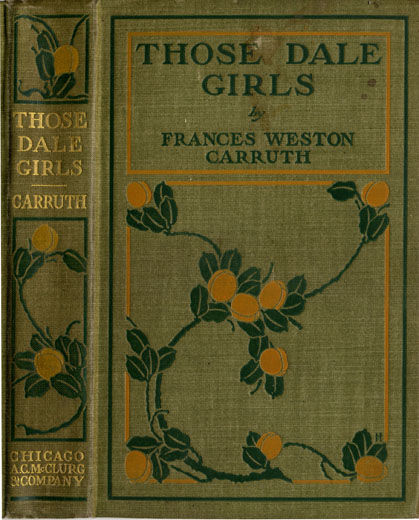 THOSE
DALE
GIRLS
CARRUTH
CHICAGO
A.C. McCLURG
& COMPANY
THOSE DALE
GIRLS
by
FRANCES WESTON
CARRUTH
H